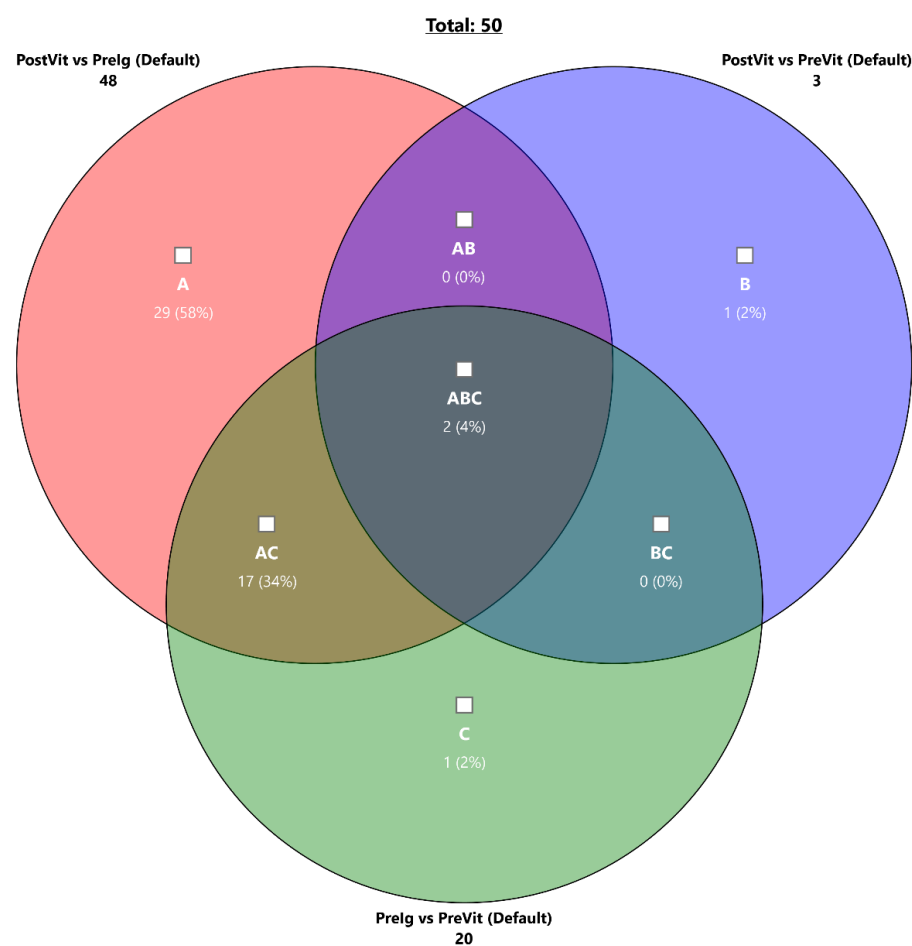 Total: 50
PostVit vs PreIg (Default)
48
PostVit vs PreVit (Default)
3
A
29 (58%)
AB
0 (0%)
B
1 (2%)
ABC
2 (4%)
AC
17 (34%)
BC
0 (0%)
C
1 (2%)
PreIg vs PreVit (Default)
20